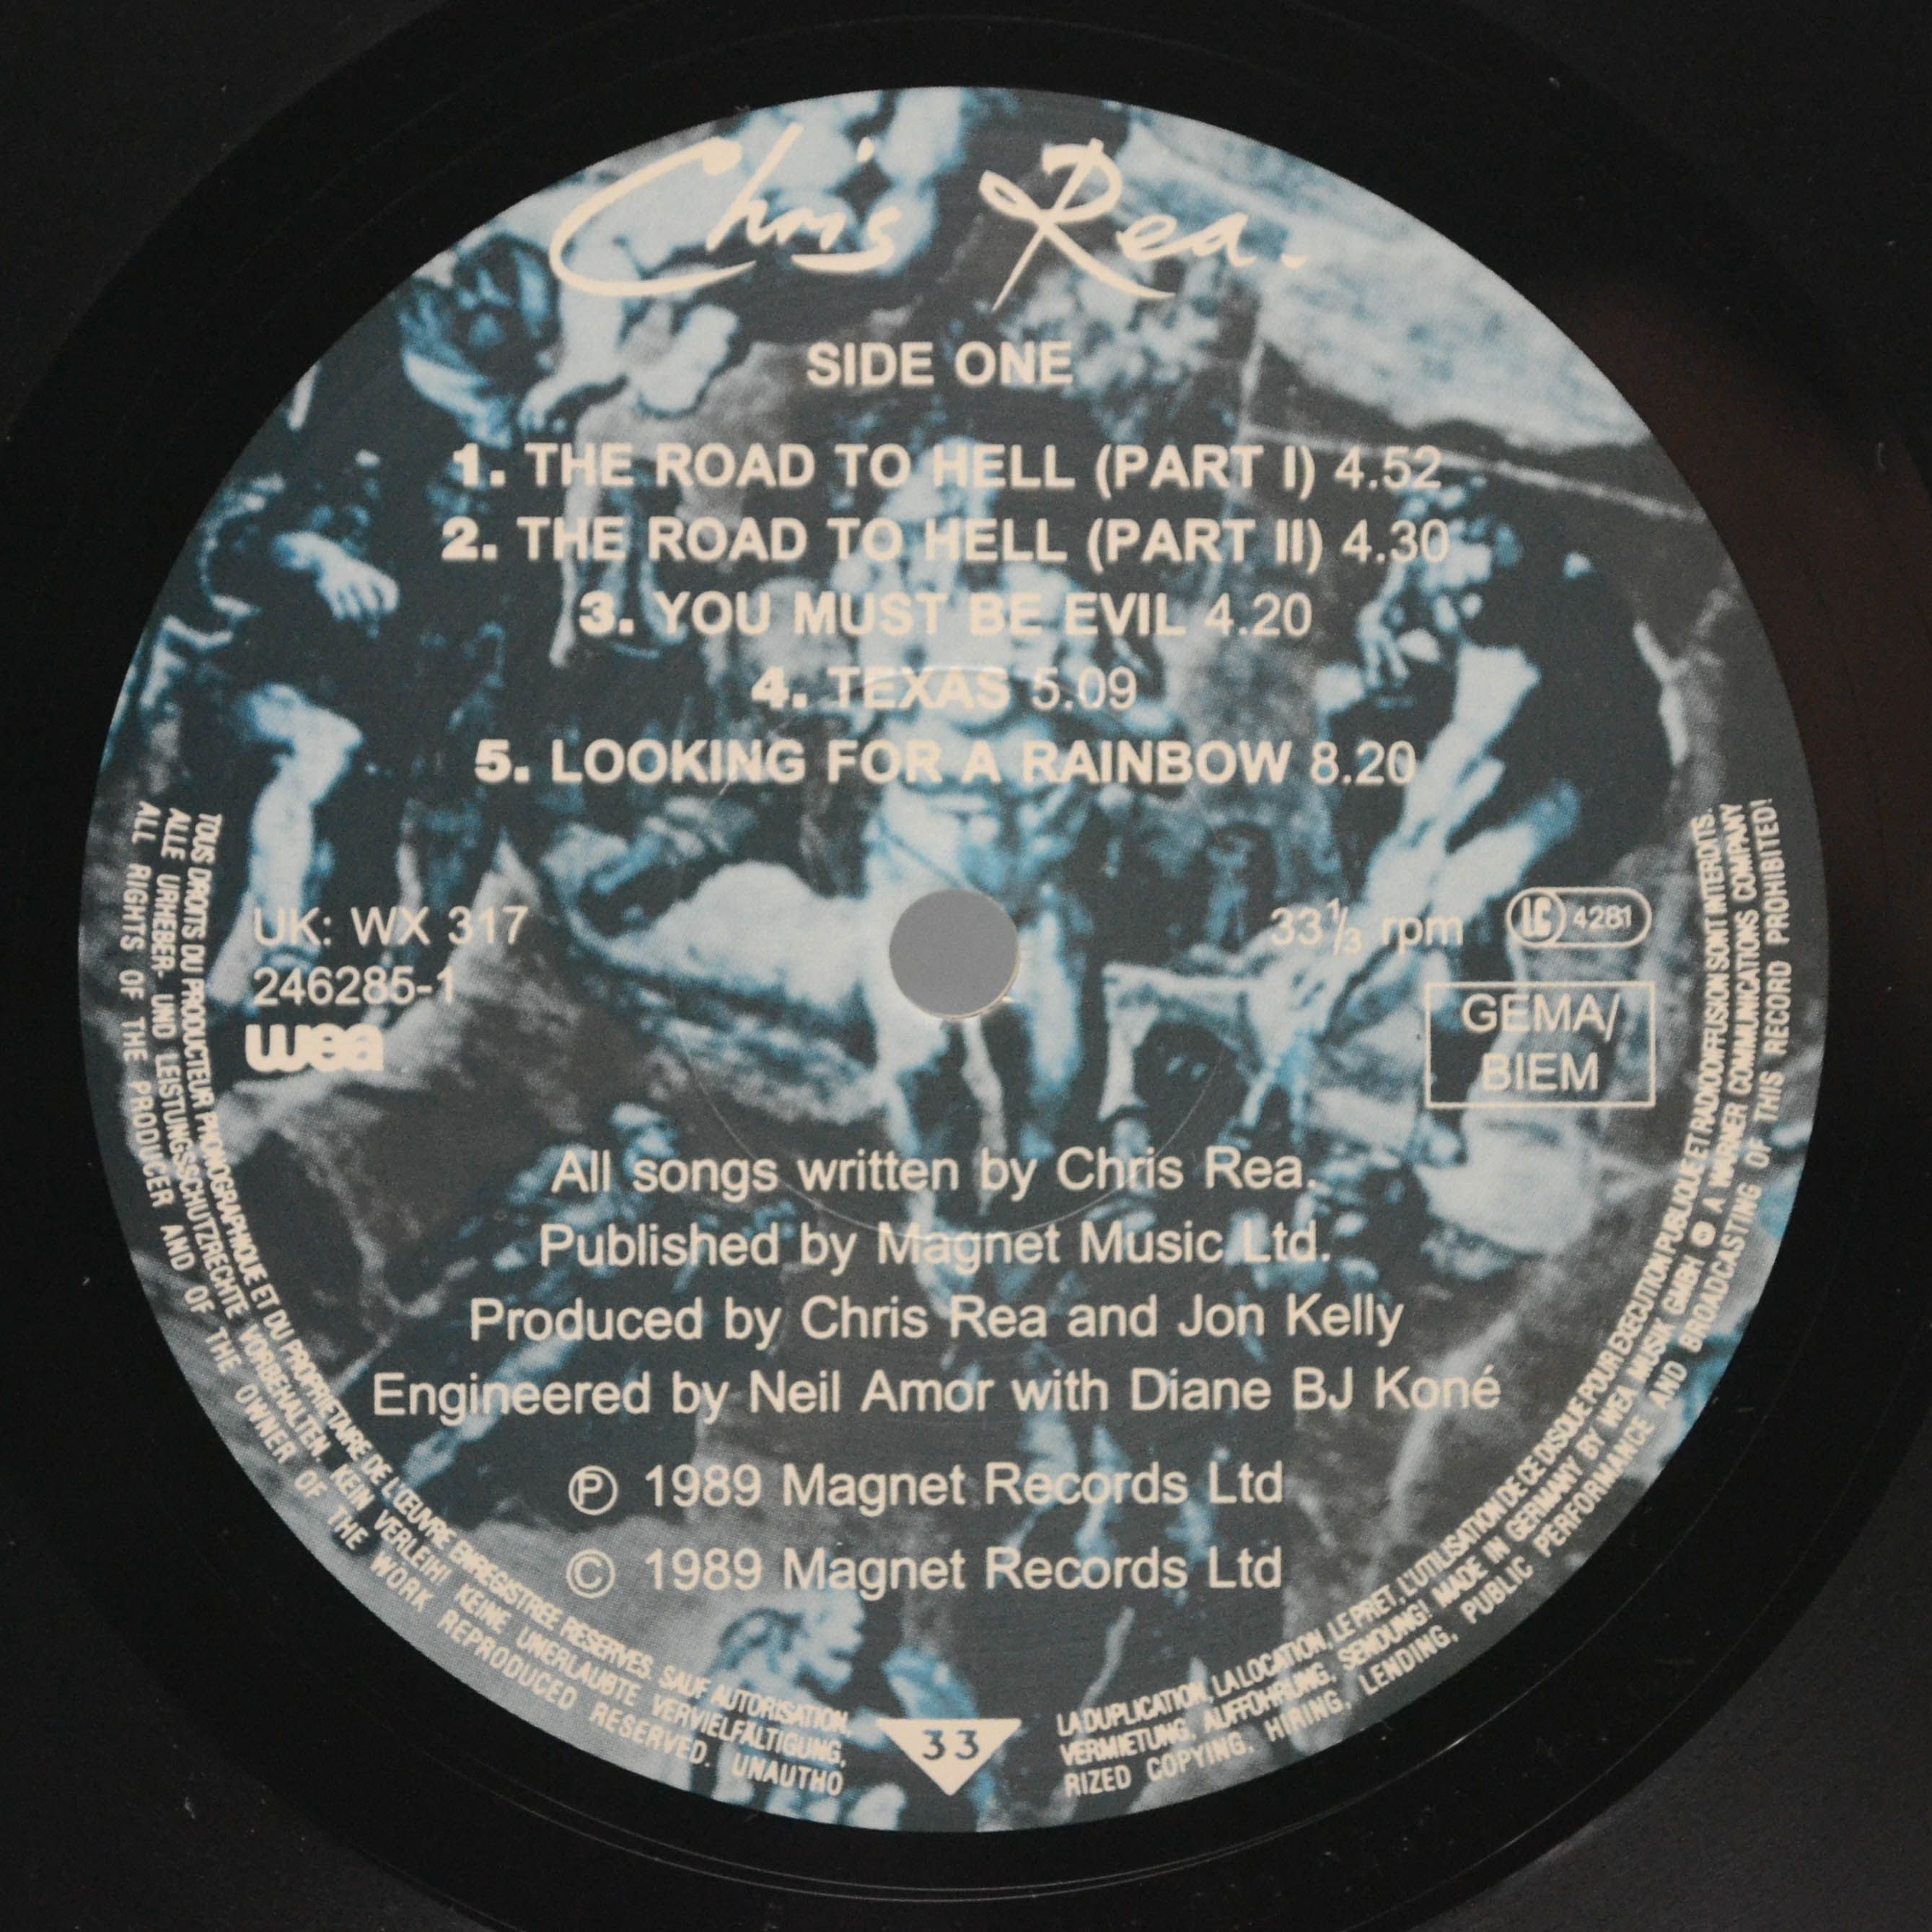 Chris Rea.
SIDE ONE
1. THE ROAD TO HELL (PART I) 4.52
2. THE ROAD TO HELL (PART II) 4.30
3. YOU MUST BE EVIL 4.20
4. TEXAS 5.09
5. LOOKING FOR A RAINBOW 8.20
UK: WX 317
246285-1
wea
33⅓ rpm
LC 4281
GEMA/
BIEM
All songs written by Chris Rea.
Published by Magnet Music Ltd.
Produced by Chris Rea and Jon Kelly
Engineered by Neil Amor with Diane BJ Koné
℗ 1989 Magnet Records Ltd
© 1989 Magnet Records Ltd
TOUS DROITS DU PRODUCTEUR PHONOGRAPHIQUE ET DU PROPRIETAIRE DE L'ŒUVRE ENREGISTREE RESERVES. SAUF AUTORISATION,
ALLE URHEBER- UND LEISTUNGSSCHUTZRECHTE VORBEHALTEN. KEIN VERLEIH! KEINE UNERLAUBTE VERVIELFÄLTIGUNG,
ALL RIGHTS OF THE PRODUCER AND OF THE OWNER OF THE WORK REPRODUCED RESERVED. UNAUTHO
33
LA DUPLICATION, LA LOCATION, LE PRET, L'UTILISATION DE CE DISQUE POUR EXECUTION PUBLIQUE ET RADIODIFFUSION SONT INTERDITS.
VERMIETUNG, AUFFÜHRUNG, SENDUNG! MADE IN GERMANY BY WEA MUSIK GMBH A WARNER COMMUNICATIONS COMPANY
RIZED COPYING, HIRING, LENDING, PUBLIC PERFORMANCE AND BROADCASTING OF THIS RECORD PROHIBITED!